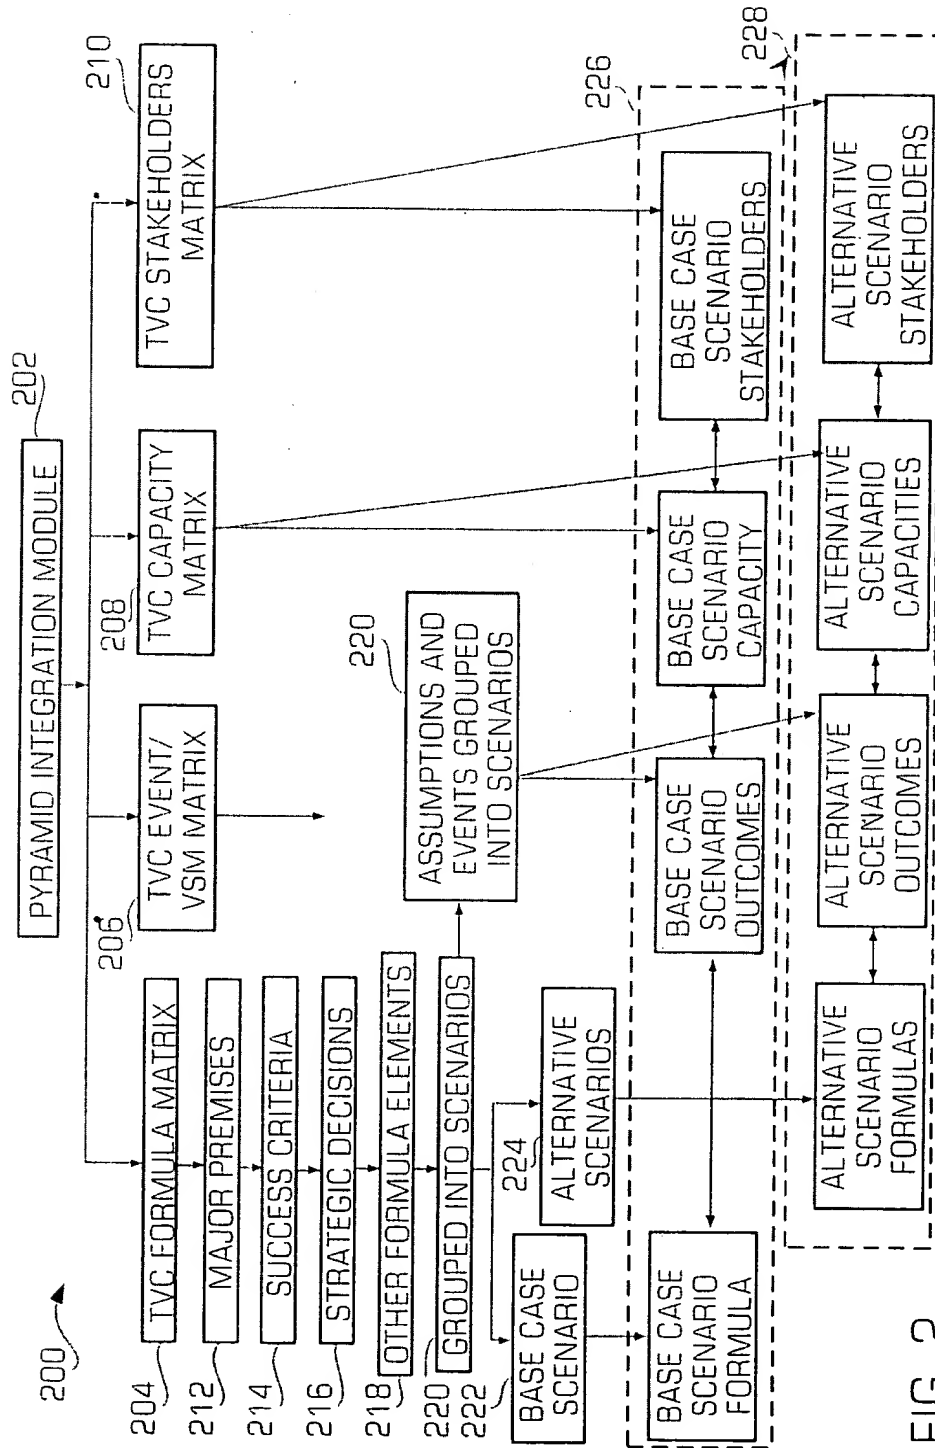 200
PYRAMID INTEGRATION MODULE
202
204
TVC FORMULA MATRIX
206
TVC EVENT/
VSM MATRIX
208
TVC CAPACITY
MATRIX
210
TVC STAKEHOLDERS
MATRIX
212
MAJOR PREMISES
214
SUCCESS CRITERIA
216
STRATEGIC DECISIONS
218
OTHER FORMULA ELEMENTS
220
GROUPED INTO SCENARIOS
220
ASSUMPTIONS AND
EVENTS GROUPED
INTO SCENARIOS
222
BASE CASE
SCENARIO
224
ALTERNATIVE
SCENARIOS
226
BASE CASE
SCENARIO
FORMULA
BASE CASE
SCENARIO
OUTCOMES
BASE CASE
SCENARIO
CAPACITY
BASE CASE
SCENARIO
STAKEHOLDERS
228
ALTERNATIVE
SCENARIO
FORMULAS
ALTERNATIVE
SCENARIO
OUTCOMES
ALTERNATIVE
SCENARIO
CAPACITIES
ALTERNATIVE
SCENARIO
STAKEHOLDERS
FIG. 2